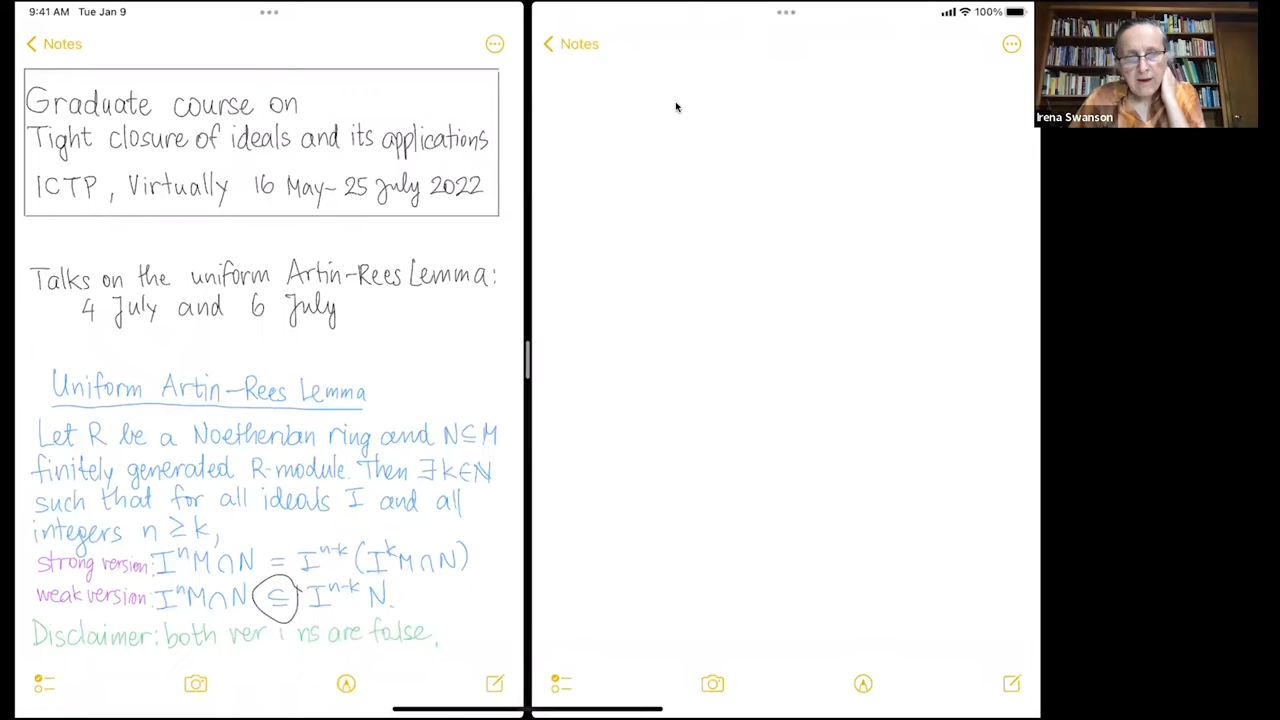 9:41 AM Tue Jan 9
100%
Notes
Notes
Irena Swanson
Graduate course on
Tight closure of ideals and its applications
ICTP, Virtually 16 May - 25 July 2022
Talks on the uniform Artin-Rees Lemma:
4 July and 6 July
Uniform Artin-Rees Lemma
Let R be a Noetherian ring and N⊆M
finitely generated R-module. Then ∃k∈ℕ
such that for all ideals I and all
integers n ≥ k,
strong version: IⁿM∩N = Iⁿ⁻ᵏ(IᵏM∩N)
weak version: IⁿM∩N ⊆ Iⁿ⁻ᵏN.
Disclaimer: both ver ns are false.